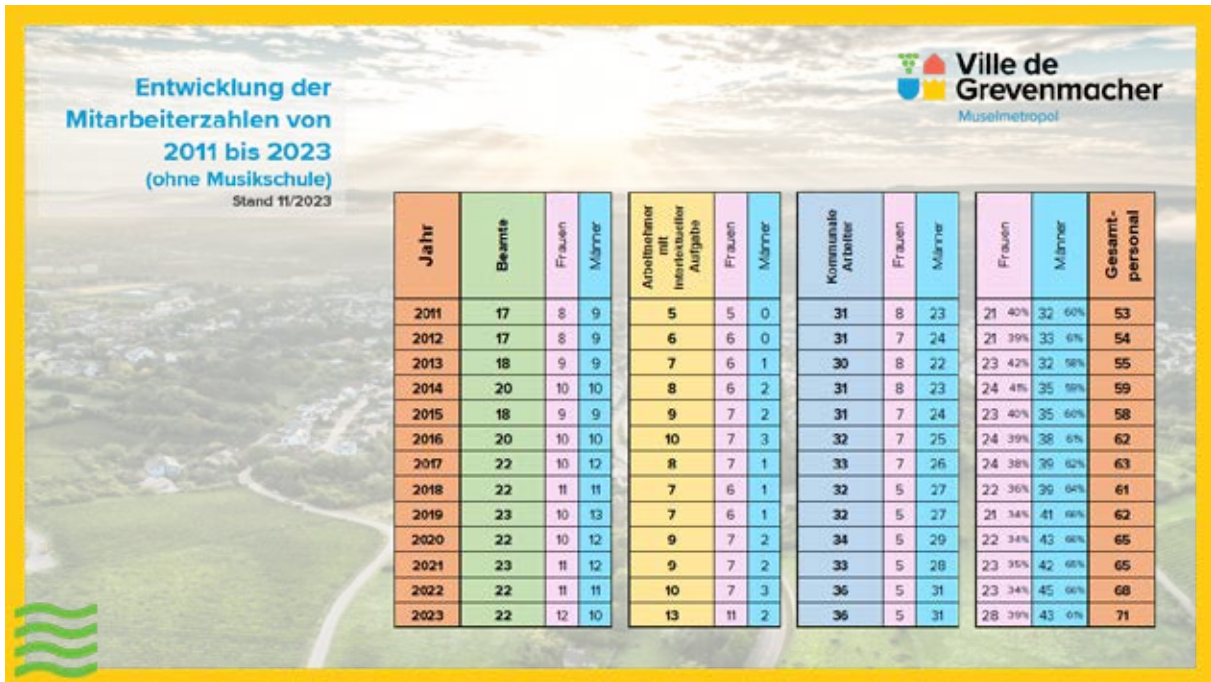 Entwicklung der
Mitarbeiterzahlen von
2011 bis 2023
(ohne Musikschule)
Stand 11/2023
Ville de
Grevenmacher
Muselmetropol
Jahr Beamte Frauen Männer Arbeitnehmer mit Intellektueller Aufgabe Frauen Männer Kommunale Arbeiter Frauen Männer Frauen Männer Gesamt-personal
2011 17 8 9 5 5 0 31 8 23 21 40% 32 60% 53
2012 17 8 9 6 6 0 31 7 24 21 39% 33 61% 54
2013 18 9 9 7 6 1 30 8 22 23 42% 32 58% 55
2014 20 10 10 8 6 2 31 8 23 24 41% 35 59% 59
2015 18 9 9 9 7 2 31 7 24 23 40% 35 60% 58
2016 20 10 10 10 7 3 32 7 25 24 39% 38 61% 62
2017 22 10 12 8 7 1 33 7 26 24 38% 39 62% 63
2018 22 11 11 7 6 1 32 5 27 22 36% 39 64% 61
2019 23 10 13 7 6 1 32 5 27 21 34% 41 66% 62
2020 22 10 12 9 7 2 34 5 29 22 34% 43 66% 65
2021 23 11 12 9 7 2 33 5 28 23 35% 42 65% 65
2022 22 11 11 10 7 3 36 5 31 23 34% 45 66% 68
2023 22 12 10 13 11 2 36 5 31 28 39% 43 61% 71